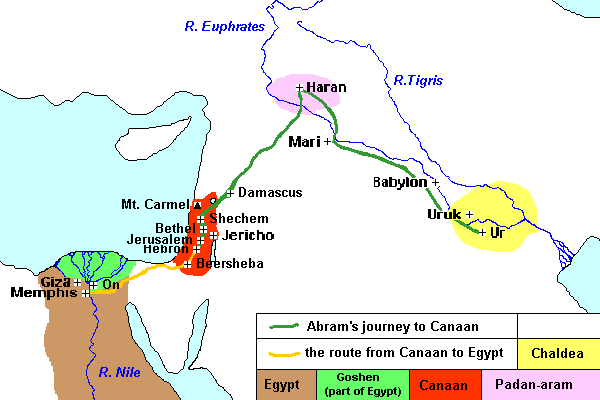 R. Euphrates
R.Tigris
Haran
Mari
Babylon
Uruk
Ur
Damascus
Mt. Carmel
Shechem
Bethel
Jericho
Jerusalem
Hebron
Beersheba
Giza
On
Memphis
R. Nile
Abram's journey to Canaan
the route from Canaan to Egypt
Chaldea
Egypt
Goshen
(part of Egypt)
Canaan
Padan-aram